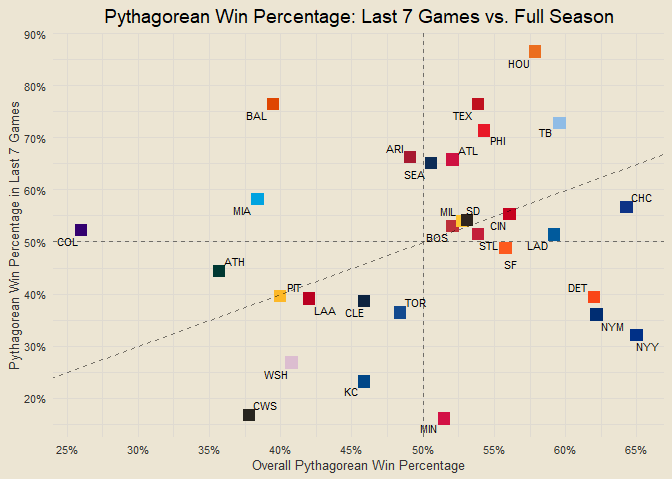 Pythagorean Win Percentage: Last 7 Games vs. Full Season
90%
HOU
80%
BAL
TEX
TB
70%
PHI
ARI
ATL
SEA
60%
MIA
CHC
MIL
SD
CIN
50%
COL
BOS
STL
LAD
ATH
SF
40%
PIT
DET
LAA
CLE
TOR
NYM
30%
NYY
WSH
KC
20%
CWS
MIN
25%
30%
35%
40%
45%
50%
55%
60%
65%
Overall Pythagorean Win Percentage
Pythagorean Win Percentage in Last 7 Games